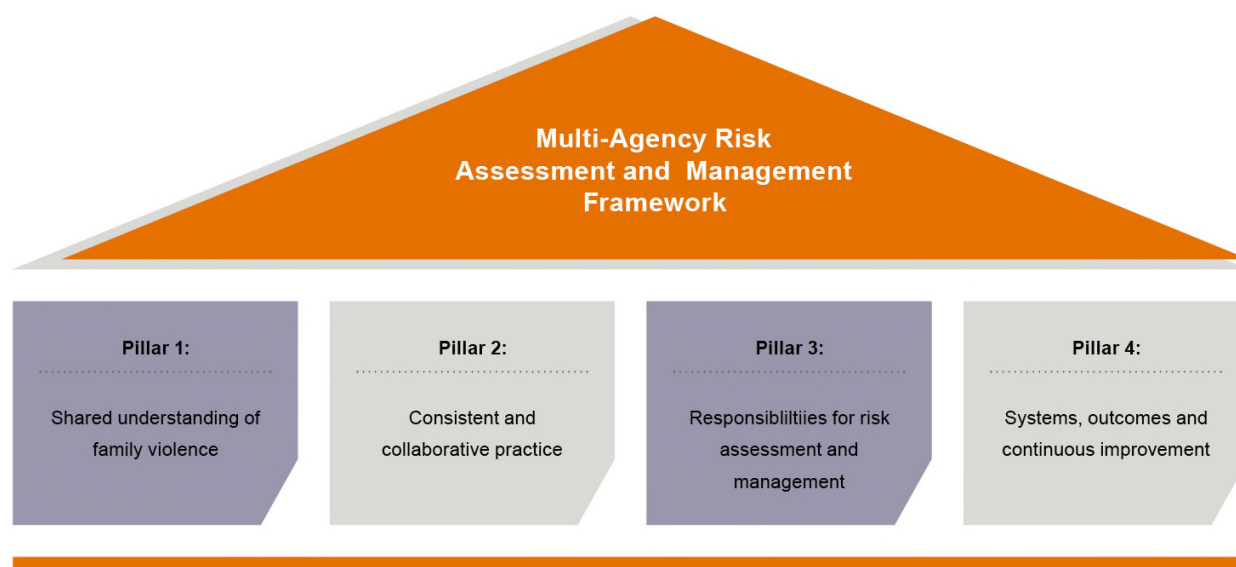 Multi-Agency Risk
Assessment and Management
Framework
Pillar 1:
Shared understanding of
family violence
Pillar 2:
Consistent and
collaborative practice
Pillar 3:
Responsibliltiies for risk
assessment and
management
Pillar 4:
Systems, outcomes and
continuous improvement